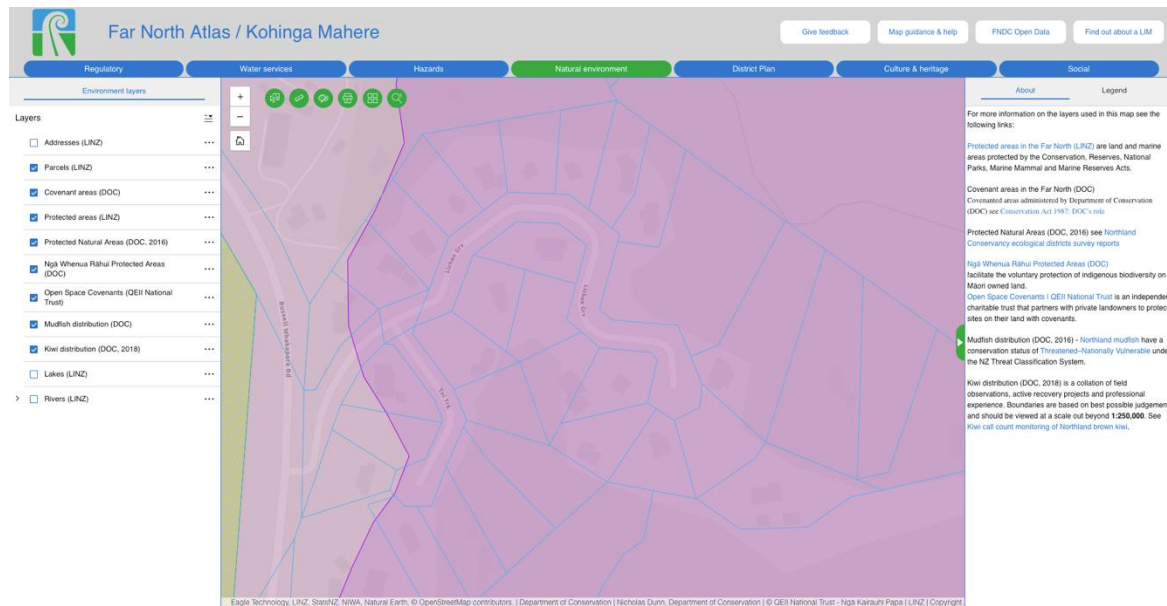 Far North Atlas / Kohinga Mahere
Give feedback
Map guidance & help
FNDC Open Data
Find out about a LIM
Regulatory
Water services
Hazards
Natural environment
District Plan
Culture & heritage
Social
Environment layers
Layers
Addresses (LINZ)
Parcels (LINZ)
Covenant areas (DOC)
Protected areas (LINZ)
Protected Natural Areas (DOC, 2016)
Ngā Whenua Rāhui Protected Areas
(DOC)
Open Space Covenants (QEII National
Trust)
Mudfish distribution (DOC)
Kiwi distribution (DOC, 2018)
Lakes (LINZ)
Rivers (LINZ)
Russell Whakapara Rd
Tui Tce
Eagle Technology, LINZ, StatsNZ, NIWA, Natural Earth, © OpenStreetMap contributors. | Department of Conservation | Nicholas Dunn, Department of Conservation | © QEII National Trust - Ngā Kairauhī Papa | LINZ | Copyright
About
Legend
For more information on the layers used in this map see the
following links:
Protected areas in the Far North (LINZ) are land and marine
areas protected by the Conservation, Reserves, National
Parks, Marine Mammal and Marine Reserves Acts.
Covenant areas in the Far North (DOC)
Covenanted areas administered by Department of Conservation
(DOC) see Conservation Act 1987: DOC's role
Protected Natural Areas (DOC, 2016) see Northland
Conservancy ecological districts survey reports
Ngā Whenua Rāhui Protected Areas (DOC)
facilitate the voluntary protection of indigenous biodiversity on
Māori owned land.
Open Space Covenants | QEII National Trust is an independen
charitable trust that partners with private landowners to protec
sites on their land with covenants.
Mudfish distribution (DOC, 2016) - Northland mudfish have a
conservation status of Threatened–Nationally Vulnerable unde
the NZ Threat Classification System.
Kiwi distribution (DOC, 2018) is a collation of field
observations, active recovery projects and professional
experience. Boundaries are based on best possible judgemen
and should be viewed at a scale out beyond 1:250,000. See
Kiwi call count monitoring of Northland brown kiwi.